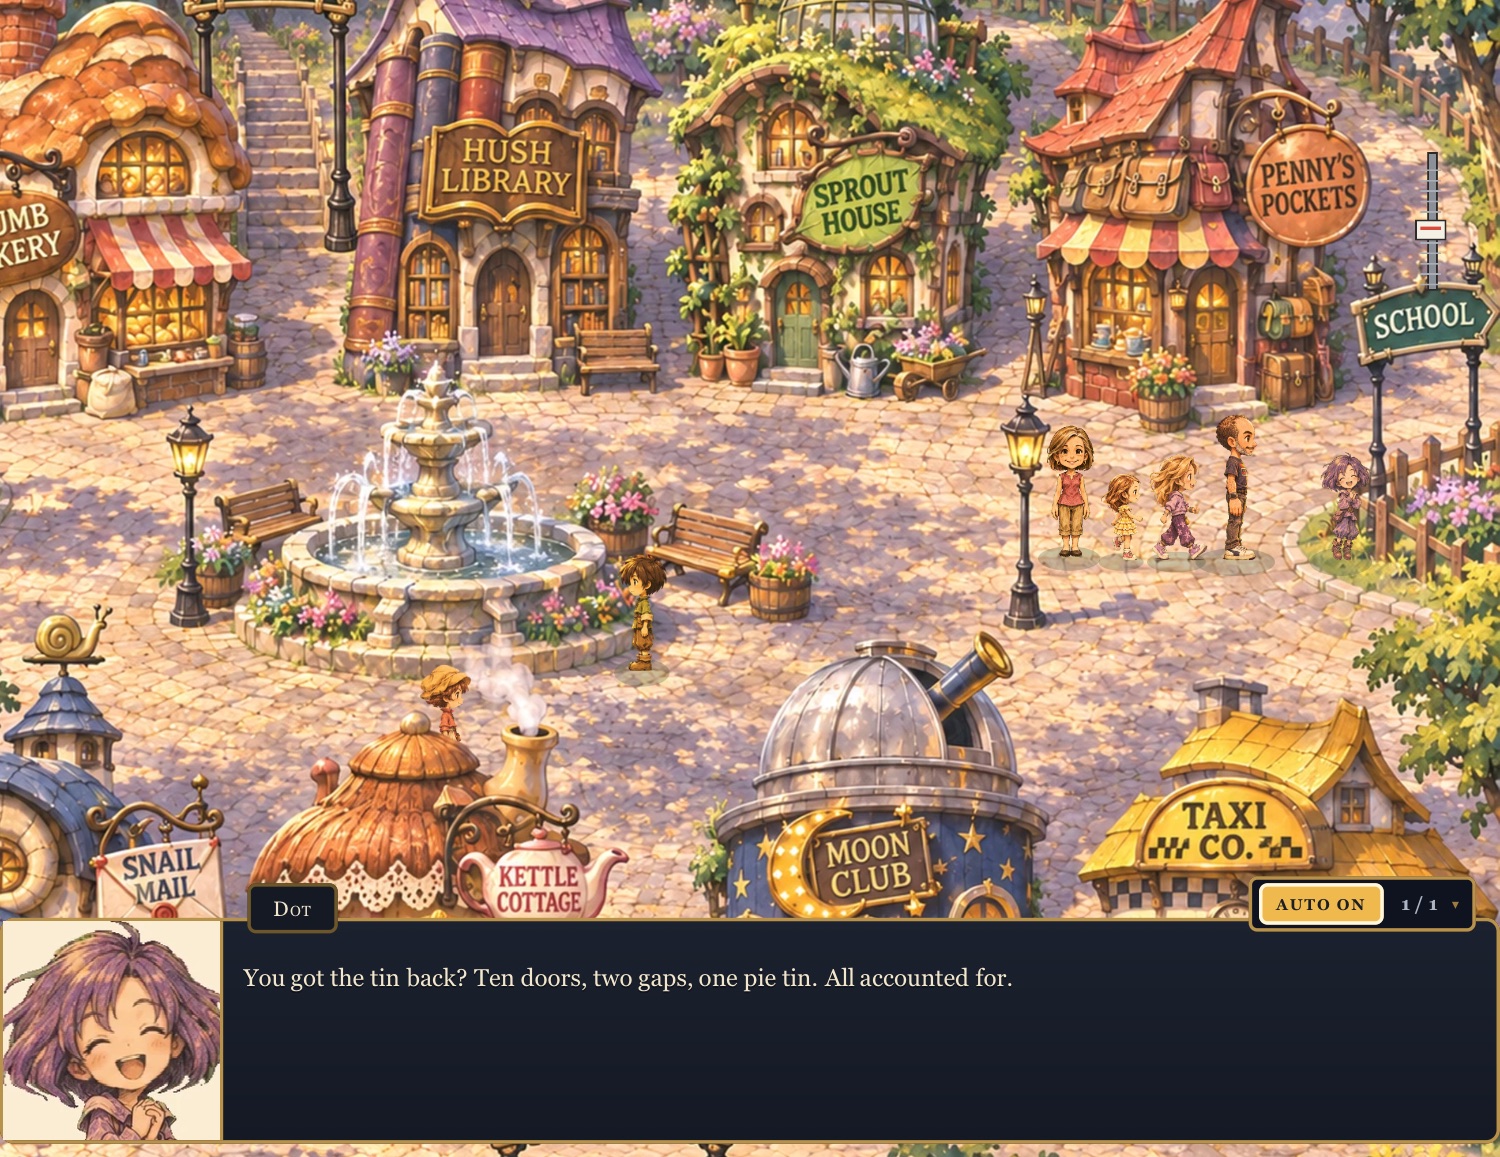 HUSH
LIBRARY
SPROUT
HOUSE
PENNY'S
POCKETS
UMB
KERY
SCHOOL
SNAIL
MAIL
KETTLE
COTTAGE
MOON
CLUB
TAXI
CO.
Dot
AUTO ON
1 / 1
You got the tin back? Ten doors, two gaps, one pie tin. All accounted for.